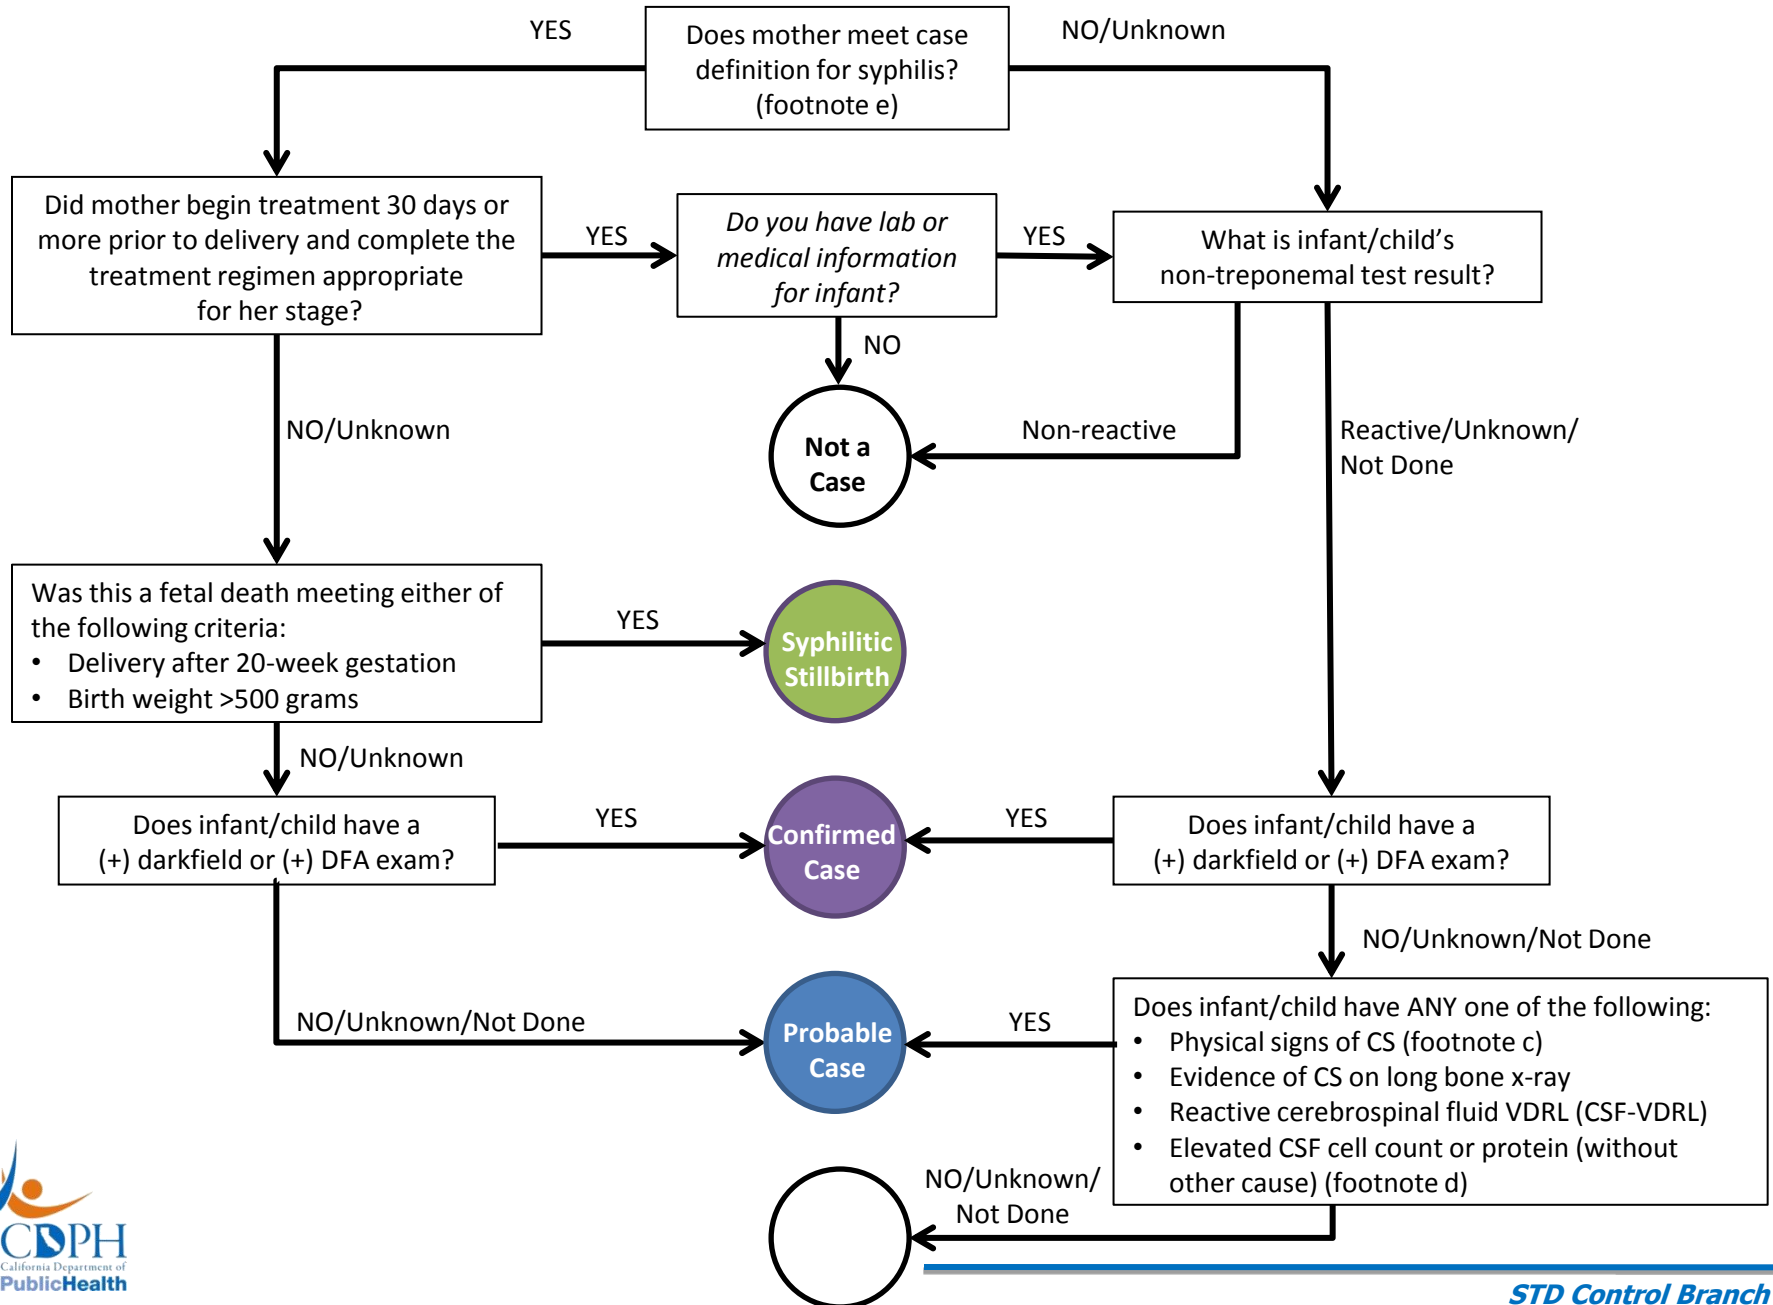 YES
Does mother meet case
definition for syphilis?
(footnote e)
NO/Unknown
Did mother begin treatment 30 days or
more prior to delivery and complete the
treatment regimen appropriate
for her stage?
YES
Do you have lab or
medical information
for infant?
YES
What is infant/child's
non-treponemal test result?
NO
NO/Unknown
Not a
Case
Non-reactive
Reactive/Unknown/
Not Done
Was this a fetal death meeting either of
the following criteria:
• Delivery after 20-week gestation
• Birth weight >500 grams
YES
Syphilitic
Stillbirth
NO/Unknown
Does infant/child have a
(+) darkfield or (+) DFA exam?
YES
Confirmed
Case
YES
Does infant/child have a
(+) darkfield or (+) DFA exam?
NO/Unknown/Not Done
NO/Unknown/Not Done
Probable
Case
YES
Does infant/child have ANY one of the following:
• Physical signs of CS (footnote c)
• Evidence of CS on long bone x-ray
• Reactive cerebrospinal fluid VDRL (CSF-VDRL)
• Elevated CSF cell count or protein (without
other cause) (footnote d)
NO/Unknown/
Not Done
CDPH
California Department of
PublicHealth
STD Control Branch